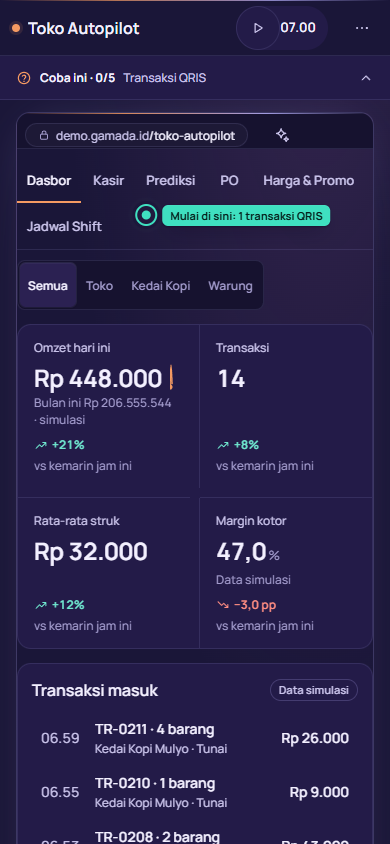 Toko Autopilot
07.00
Coba ini · 0/5 Transaksi QRIS
demo.gamada.id/toko-autopilot
Dasbor Kasir Prediksi PO Harga & Promo
Jadwal Shift
Mulai di sini: 1 transaksi QRIS
Semua Toko Kedai Kopi Warung
Omzet hari ini
Rp 448.000
Bulan ini Rp 206.555.544
· simulasi
+21%
vs kemarin jam ini
Transaksi
14
+8%
vs kemarin jam ini
Rata-rata struk
Rp 32.000
+12%
vs kemarin jam ini
Margin kotor
47,0%
Data simulasi
−3,0 pp
vs kemarin jam ini
Transaksi masuk
Data simulasi
06.59 TR-0211 · 4 barang Rp 26.000
Kedai Kopi Mulyo · Tunai
06.55 TR-0210 · 1 barang Rp 9.000
Kedai Kopi Mulyo · Tunai
TR-0208 · 2 barang